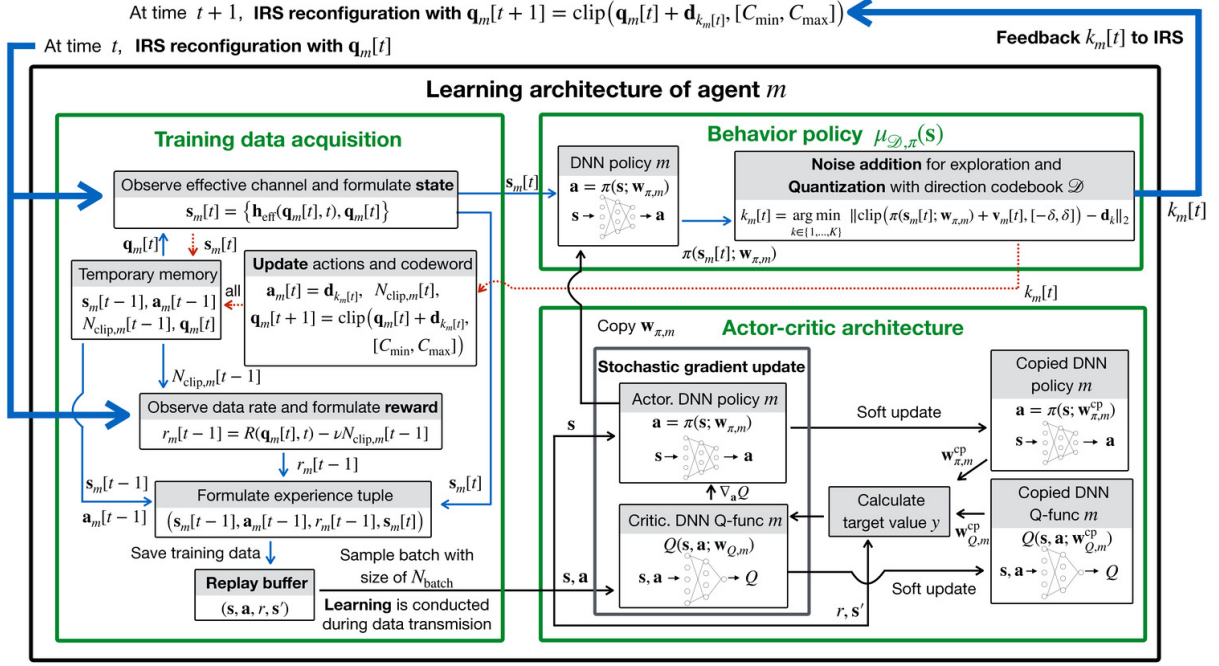 At time t + 1, IRS reconfiguration with q_m[t + 1] = clip(q_m[t] + d_{k_m[t]}, [C_min, C_max])
At time t, IRS reconfiguration with q_m[t]
Feedback k_m[t] to IRS
Learning architecture of agent m
Training data acquisition
Observe effective channel and formulate state
s_m[t] = {h_eff(q_m[t], t), q_m[t]}
s_m[t]
q_m[t]
s_m[t]
Temporary memory
s_m[t − 1], a_m[t − 1]
N_{clip,m}[t − 1], q_m[t]
all
Update actions and codeword
a_m[t] = d_{k_m[t]}, N_{clip,m}[t],
q_m[t + 1] = clip(q_m[t] + d_{k_m[t]},
[C_min, C_max])
N_{clip,m}[t − 1]
Observe data rate and formulate reward
r_m[t − 1] = R(q_m[t], t) − νN_{clip,m}[t − 1]
r_m[t − 1]
s_m[t − 1]
a_m[t − 1]
s_m[t]
Formulate experience tuple
(s_m[t − 1], a_m[t − 1], r_m[t − 1], s_m[t])
Save training data
Replay buffer
(s, a, r, s′)
Sample batch with
size of N_batch
Learning is conducted
during data transmision
Behavior policy μ_{𝒟,π}(s)
DNN policy m
a = π(s; w_{π,m})
s → a
π(s_m[t]; w_{π,m})
Noise addition for exploration and
Quantization with direction codebook 𝒟
k_m[t] = arg min ‖clip(π(s_m[t]; w_{π,m}) + v_m[t], [−δ, δ]) − d_k‖_2
k∈{1,...,K}
k_m[t]
k_m[t]
Copy w_{π,m}
Actor-critic architecture
Stochastic gradient update
Actor. DNN policy m
a = π(s; w_{π,m})
s → a
s
∇_a Q
Critic. DNN Q-func m
Q(s, a; w_{Q,m})
s, a → Q
s, a
Soft update
Copied DNN
policy m
a = π(s; w^cp_{π,m})
s → a
w^cp_{π,m}
Calculate
target value y
w^cp_{Q,m}
Copied DNN
Q-func m
Q(s, a; w^cp_{Q,m})
s, a → Q
Soft update
r, s′